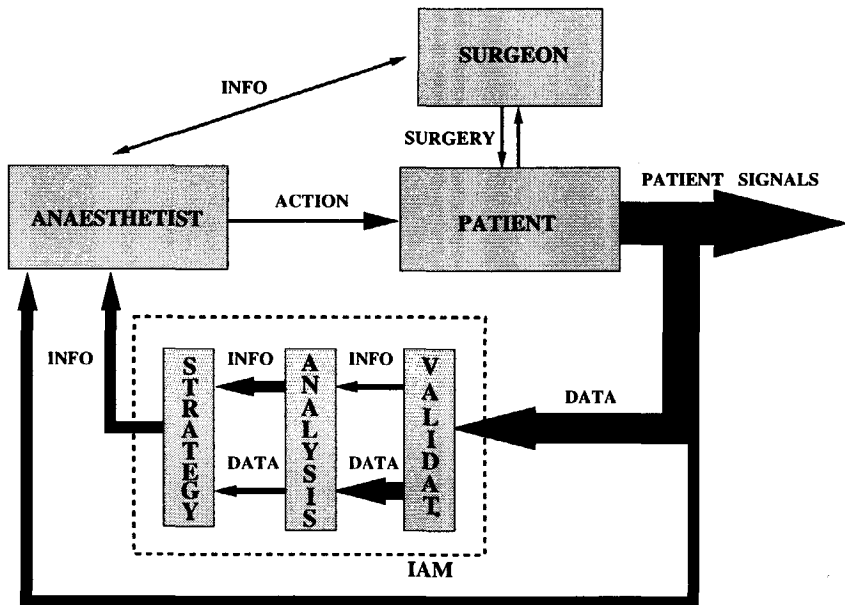 SURGEON
INFO
SURGERY
PATIENT SIGNALS
ANAESTHETIST
ACTION
PATIENT
INFO
STRATEGY
INFO
ANALYSIS
INFO
VALIDAT.
DATA
DATA
DATA
IAM